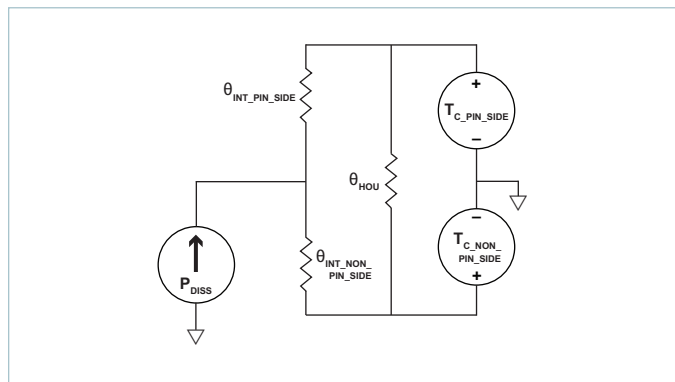 θINT_PIN_SIDE
+
TC_PIN_SIDE
−
θHOU
−
TC_NON_
PIN_SIDE
+
θINT_NON_
PIN_SIDE
PDISS